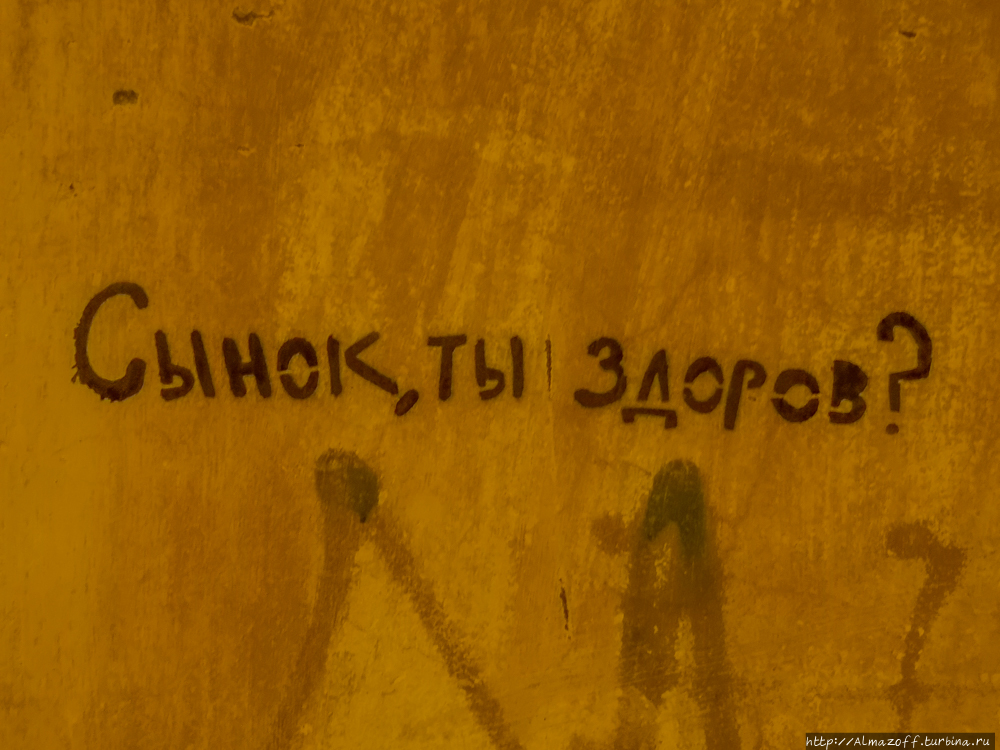 Сынок, ты здоров?
http://Almazoff.turbina.ru